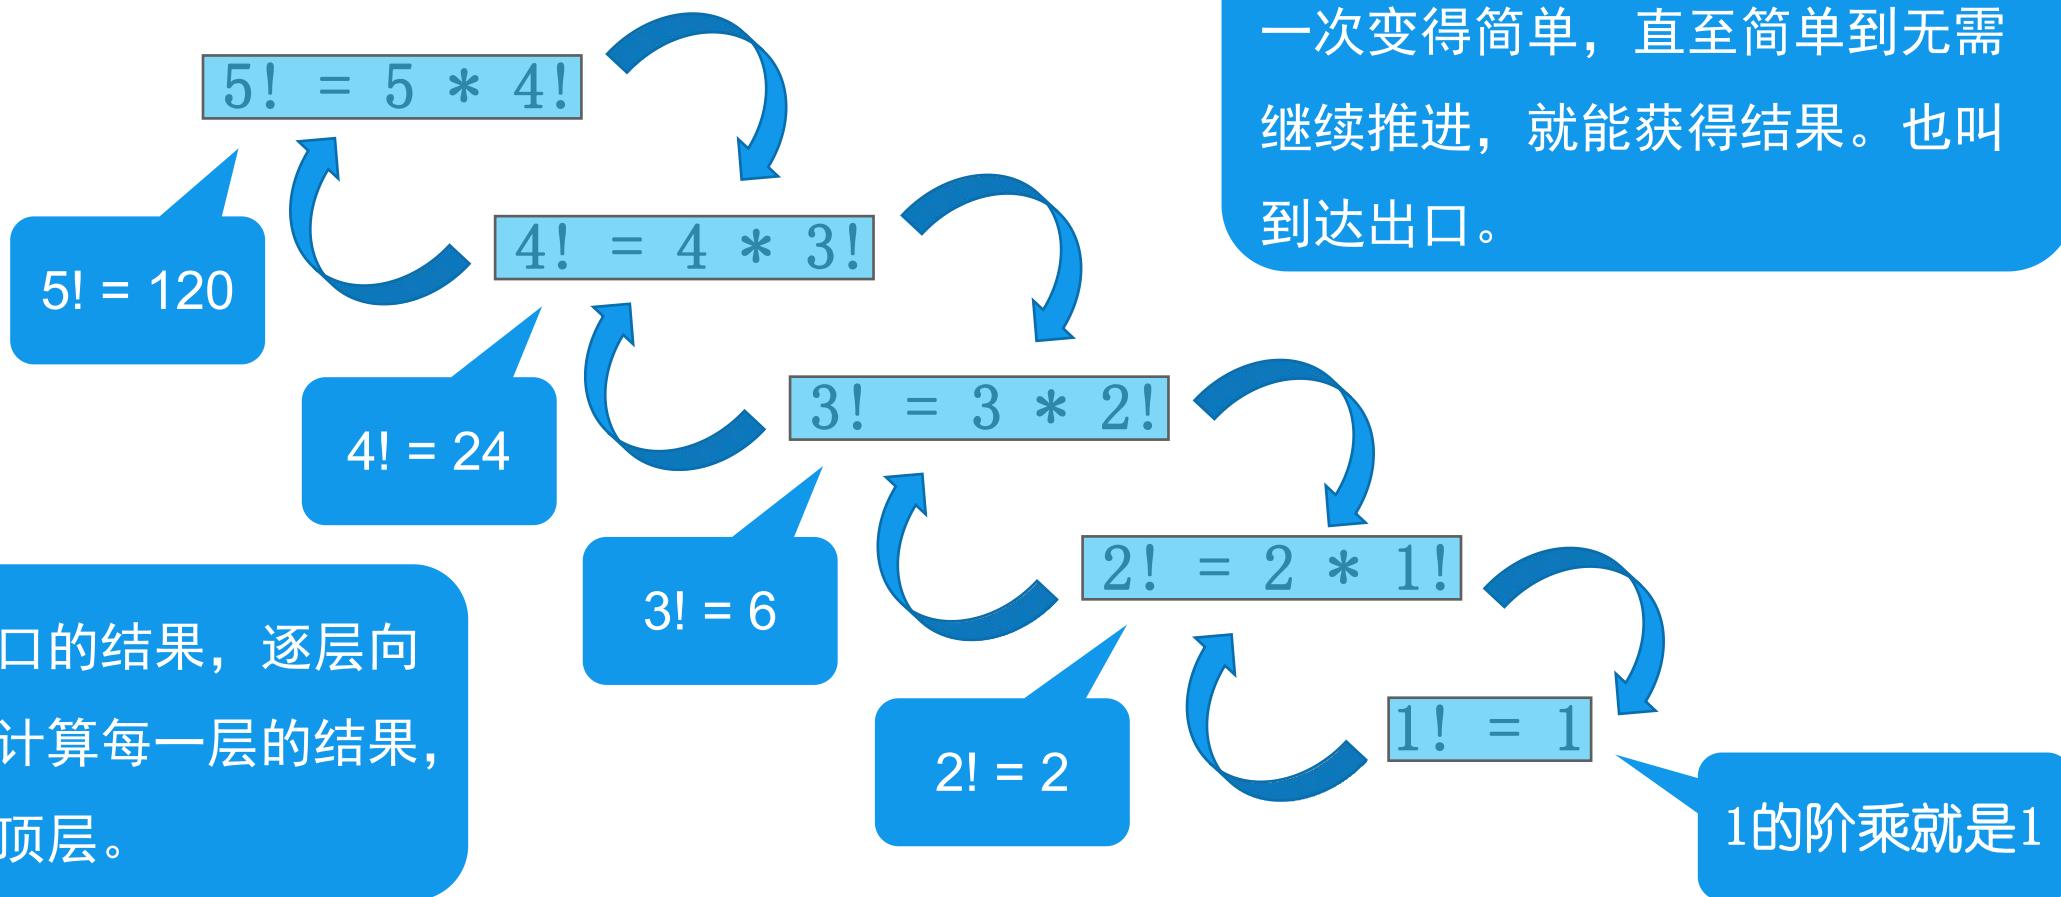 一次变得简单，直至简单到无需
继续推进，就能获得结果。也叫
到达出口。
5! = 5 * 4!
4! = 4 * 3!
5! = 120
3! = 3 * 2!
4! = 24
2! = 2 * 1!
3! = 6
口的结果，逐层向
计算每一层的结果，
顶层。
1! = 1
2! = 2
1的阶乘就是1